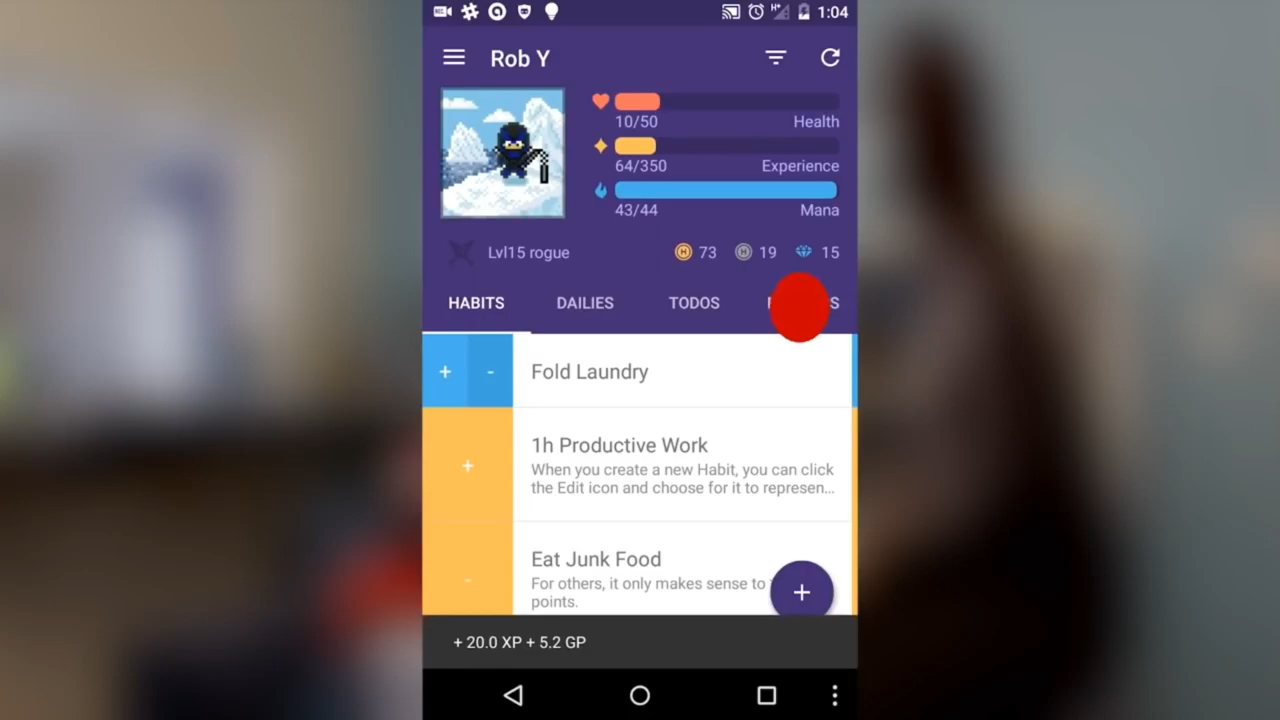 1:04
Rob Y
10/50 Health
64/350 Experience
43/44 Mana
Lvl15 rogue 73 19 15
HABITS DAILIES TODOS
+ - Fold Laundry
+ 1h Productive Work
When you create a new Habit, you can click
the Edit icon and choose for it to represen...
- Eat Junk Food
For others, it only makes sense to
points.
+
+ 20.0 XP + 5.2 GP